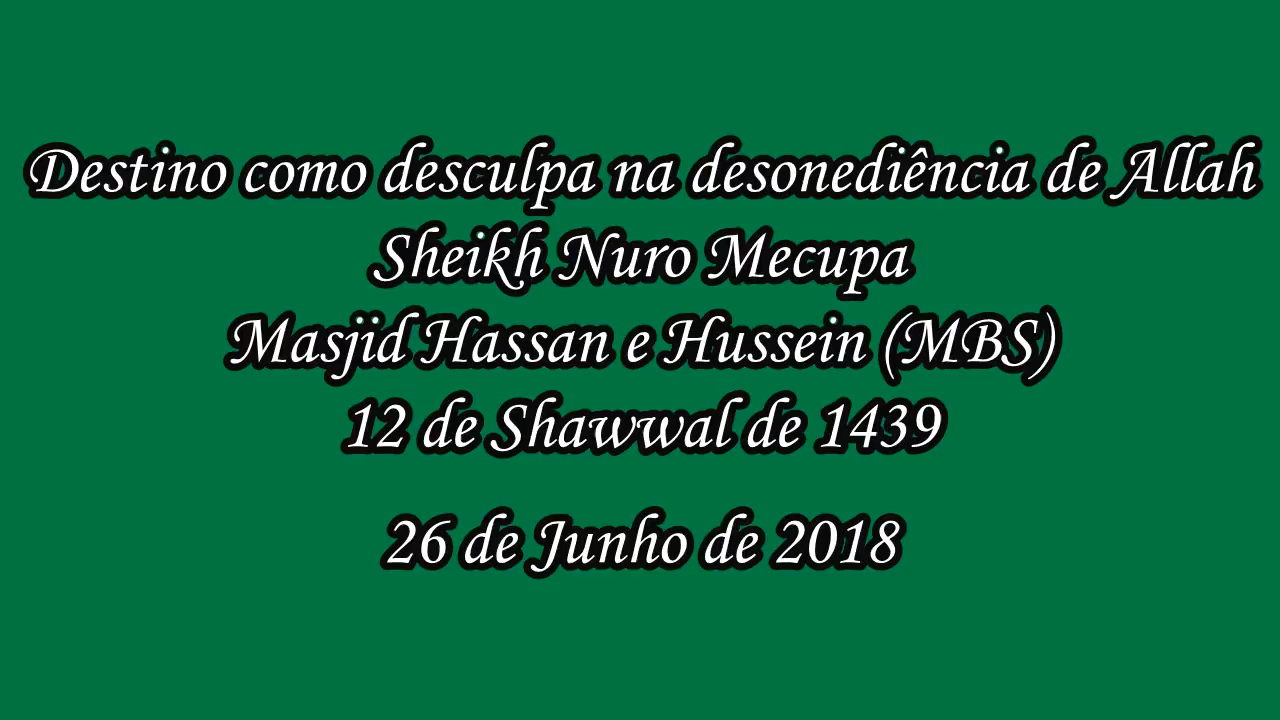 Destino como desculpa na desonediência de Allah
Sheikh Nuro Mecupa
Masjid Hassan e Hussein (MBS)
12 de Shawwal de 1439
26 de Junho de 2018